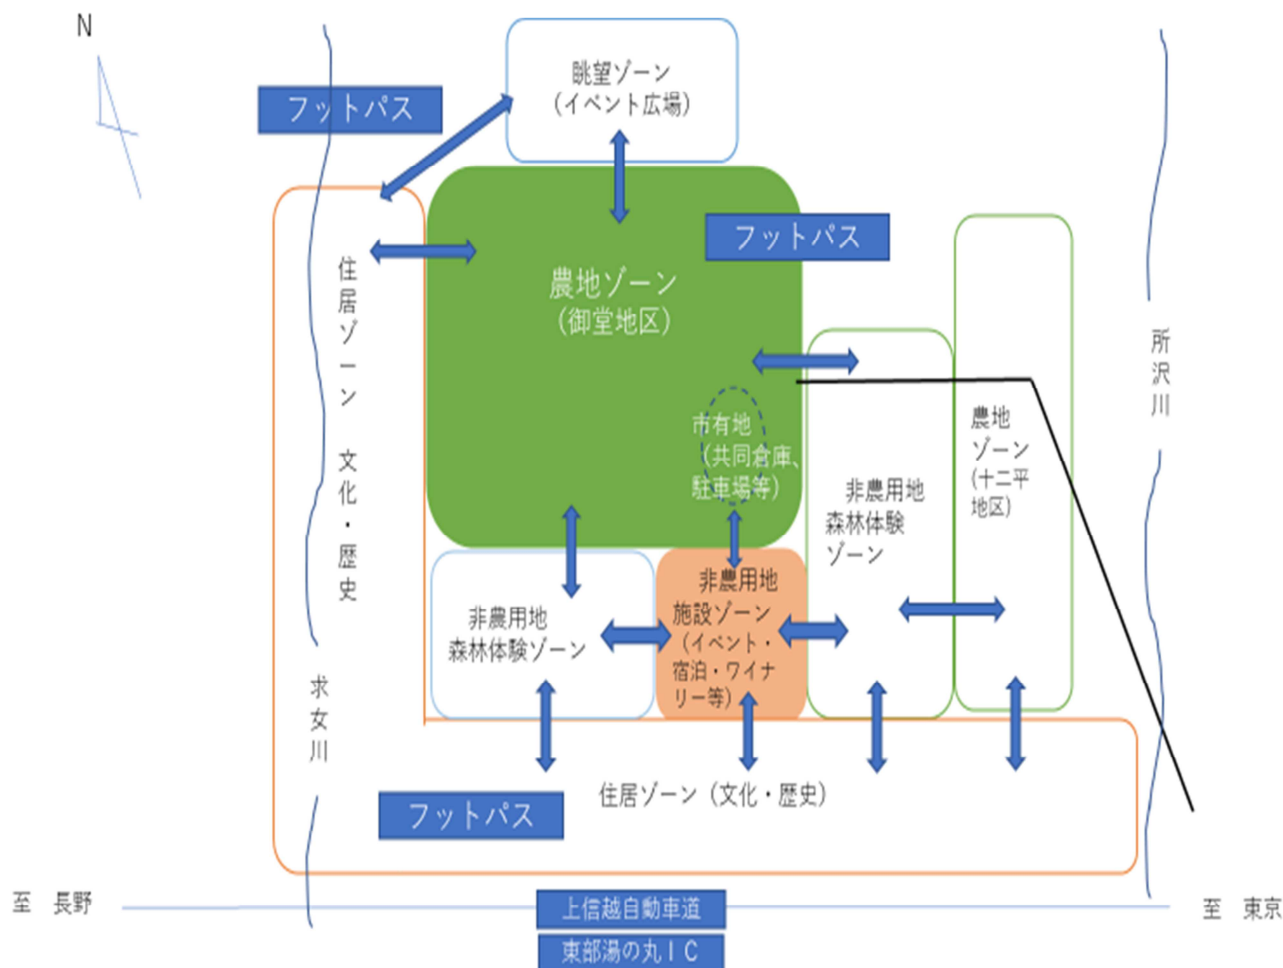 N
眺望ゾーン
（イベント広場）
フットパス
フットパス
農地ゾーン
（御堂地区）
住居ゾーン　文化・歴史
所沢川
市有地
（共同倉庫、
駐車場等）
農地
ゾーン
(十二平
地区)
非農用地
森林体験
ゾーン
非農用地
施設ゾーン
（イベント・
宿泊・ワイナ
リー等）
非農用地
森林体験ゾーン
求女川
住居ゾーン（文化・歴史）
フットパス
至　長野
上信越自動車道
至　東京
東部湯の丸ＩＣ